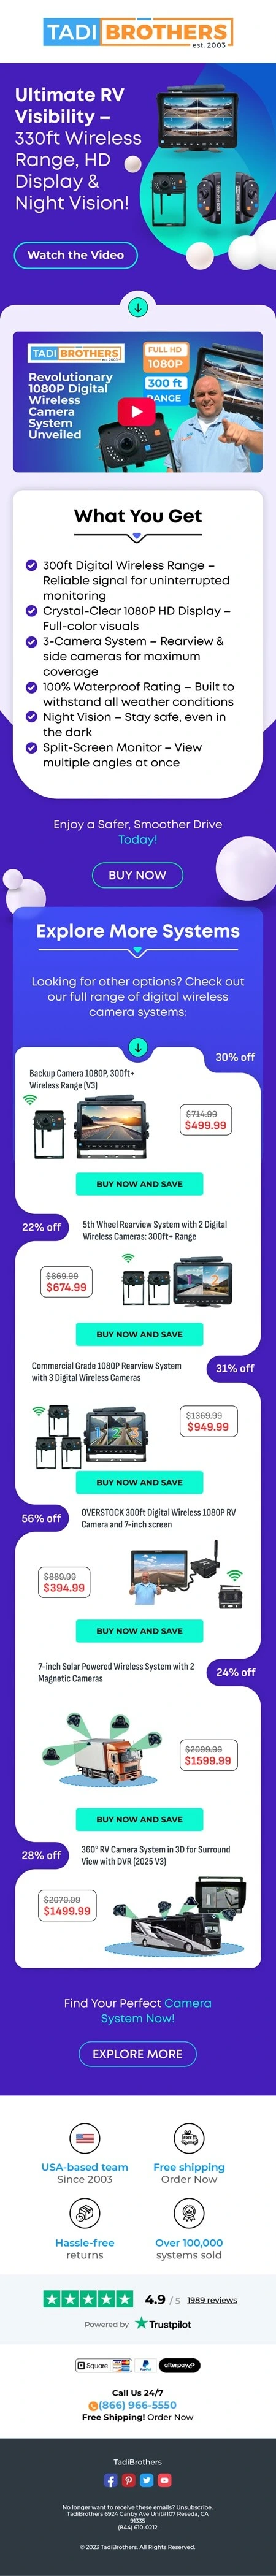 TADI BROTHERS
est. 2003
Ultimate RV
Visibility –
330ft Wireless
Range, HD
Display &
Night Vision!
Watch the Video
TADI BROTHERS
FULL HD
1080P
300 ft
RANGE
Revolutionary
1080P Digital
Wireless
Camera
System
Unveiled
What You Get
300ft Digital Wireless Range –
Reliable signal for uninterrupted
monitoring
Crystal-Clear 1080P HD Display –
Full-color visuals
3-Camera System – Rearview &
side cameras for maximum
coverage
100% Waterproof Rating – Built to
withstand all weather conditions
Night Vision – Stay safe, even in
the dark
Split-Screen Monitor – View
multiple angles at once
Enjoy a Safer, Smoother Drive
Today!
BUY NOW
Explore More Systems
Looking for other options? Check out
our full range of digital wireless
camera systems:
30% off
Backup Camera 1080P, 300ft+
Wireless Range (V3)
$714.99
$499.99
BUY NOW AND SAVE
22% off
5th Wheel Rearview System with 2 Digital
Wireless Cameras: 300ft+ Range
$869.99
$674.99
1 2
BUY NOW AND SAVE
Commercial Grade 1080P Rearview System
with 3 Digital Wireless Cameras
31% off
$1369.99
$949.99
1 2 3
BUY NOW AND SAVE
56% off
OVERSTOCK 300ft Digital Wireless 1080P RV
Camera and 7-inch screen
$889.99
$394.99
BUY NOW AND SAVE
7-inch Solar Powered Wireless System with 2
Magnetic Cameras
24% off
$2099.99
$1599.99
BUY NOW AND SAVE
28% off
360° RV Camera System in 3D for Surround
View with DVR (2025 V3)
$2079.99
$1499.99
Find Your Perfect Camera
System Now!
EXPLORE MORE
USA-based team
Since 2003
FREE
Free shipping
Order Now
Hassle-free
returns
Over 100,000
systems sold
4.9 / 5 1989 reviews
Powered by Trustpilot
Square
PayPal
afterpay
Call Us 24/7
(866) 966-5550
Free Shipping! Order Now
TadiBrothers
No longer want to receive these emails? Unsubscribe.
TadiBrothers 6924 Canby Ave Unit#107 Reseda, CA
91335
(844) 610-0212
© 2023 TadiBrothers. All Rights Reserved.